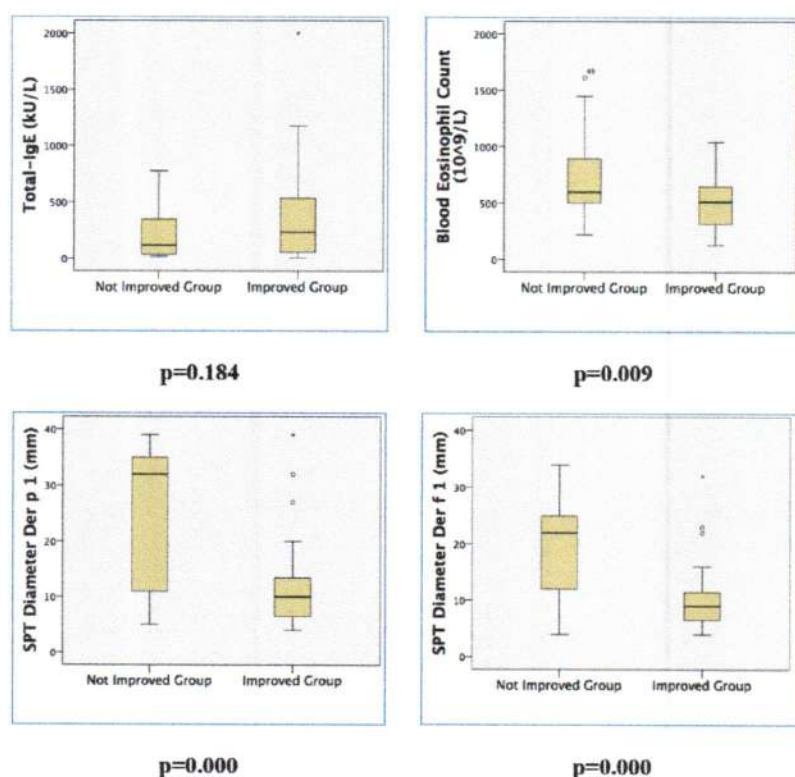 2000
1500
1000
500
0
Total-IgE (kU/L)
Not Improved Group Improved Group
p=0.184
2000
1500
1000
500
0
Blood Eosinophil Count
(10^9/L)
Not Improved Group Improved Group
p=0.009
40
30
20
10
0
SPT Diameter Der p 1 (mm)
Not Improved Group Improved Group
p=0.000
40
30
20
10
0
SPT Diameter Der f 1 (mm)
Not Improved Group Improved Group
p=0.000